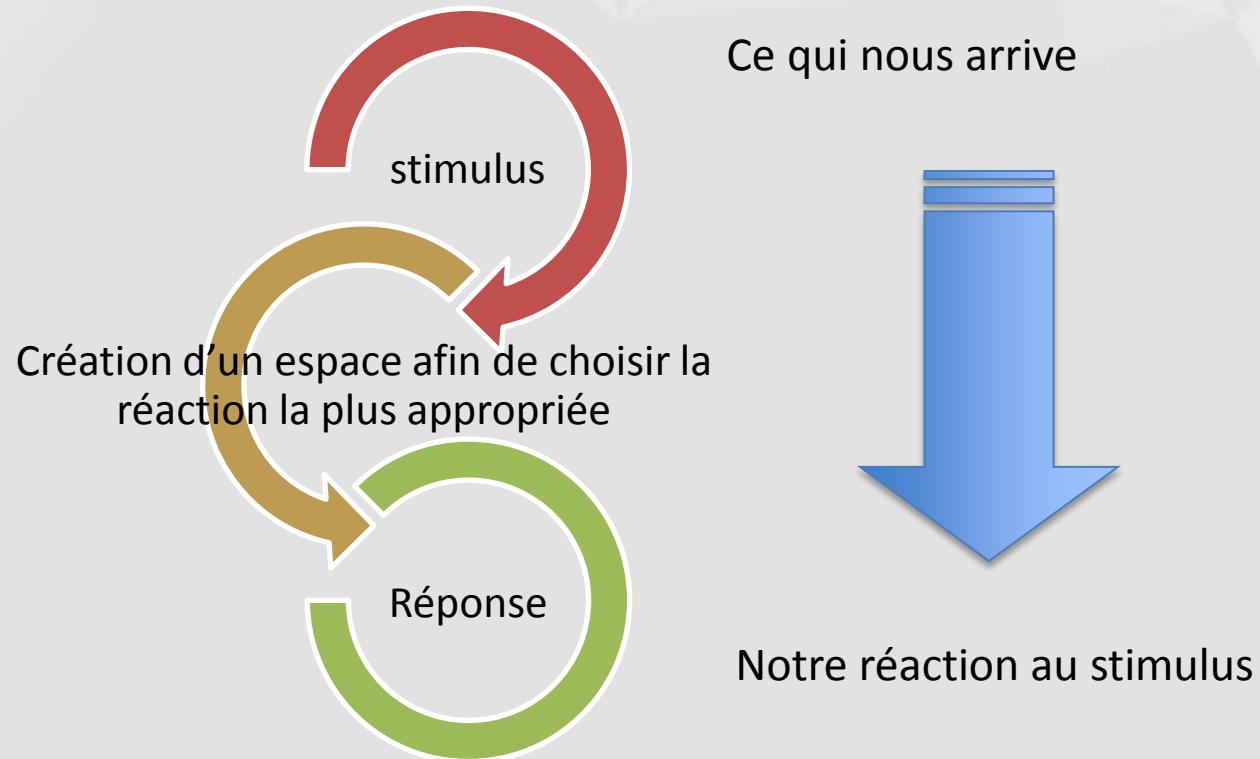 Ce qui nous arrive
stimulus
Création d’un espace afin de choisir la
réaction la plus appropriée
Réponse
Notre réaction au stimulus